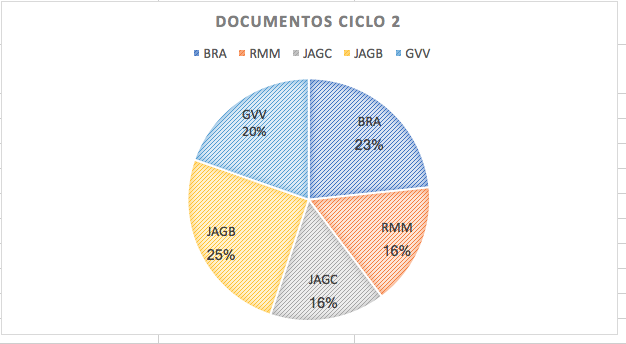 DOCUMENTOS CICLO 2
BRA RMM JAGC JAGB GVV
GVV
20%
BRA
23%
RMM
16%
JAGB
25%
JAGC
16%